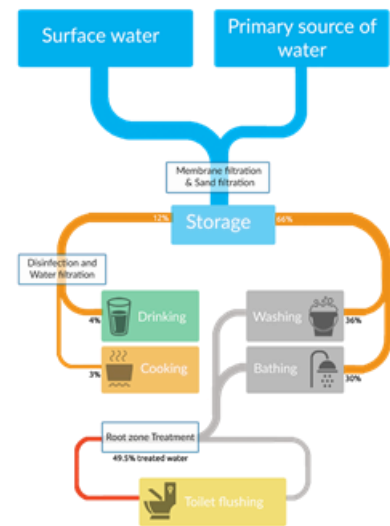 Surface water
Primary source of
water
Membrane filtration
& Sand filtration
12%
Storage
66%
Disinfection and
Water filtration
Drinking
4%
Washing
36%
Cooking
3%
Bathing
30%
Root zone Treatment
49.5% treated water
Toilet flushing